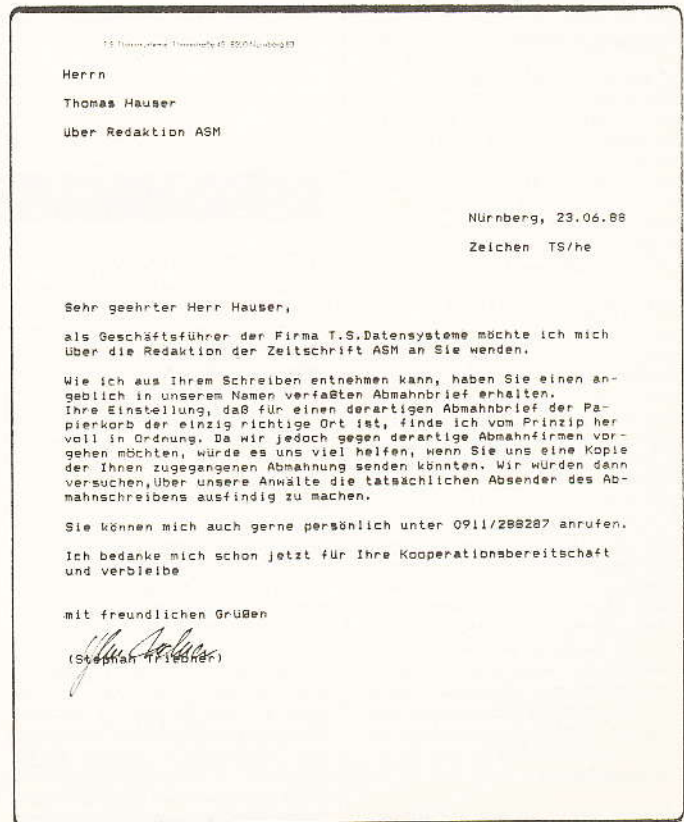 8500 Nürnberg
Herrn
Thomas Hauser
über Redaktion ASM
Nürnberg, 23.06.88
Zeichen TS/he
Sehr geehrter Herr Hauser,
als Geschäftsführer der Firma T.S.Datensysteme möchte ich mich
über die Redaktion der Zeitschrift ASM an Sie wenden.
Wie ich aus Ihrem Schreiben entnehmen kann, haben Sie einen an-
geblich in unserem Namen verfaßten Abmahnbrief erhalten.
Ihre Einstellung, daß für einen derartigen Abmahnbrief der Pa-
pierkorb der einzig richtige Ort ist, finde ich vom Prinzip her
voll in Ordnung. Da wir jedoch gegen derartige Abmahnfirmen vor-
gehen möchten, würde es uns viel helfen, wenn Sie uns eine Kopie
der Ihnen zugegangenen Abmahnung senden könnten. Wir würden dann
versuchen,über unsere Anwälte die tatsächlichen Absender des Ab-
mahnschreibens ausfindig zu machen.
Sie können mich auch gerne persönlich unter 0911/288287 anrufen.
Ich bedanke mich schon jetzt für Ihre Kooperationsbereitschaft
und verbleibe
mit freundlichen Grüßen
(Stephan Triebner)